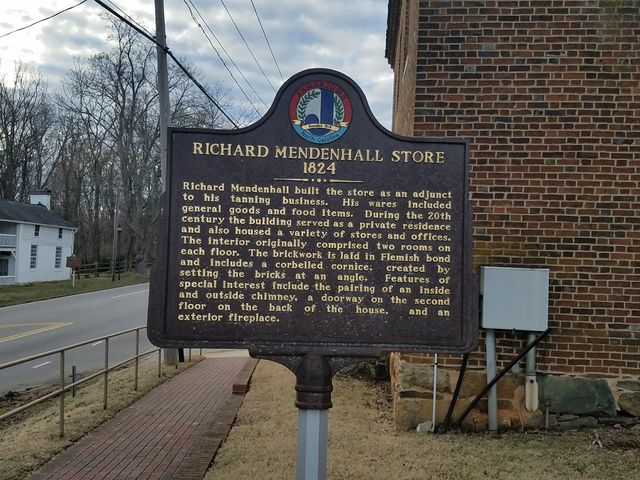 RICHARD MENDENHALL STORE
1824
Richard Mendenhall built the store as an adjunct
to his tanning business. His wares included
general goods and food items. During the 20th
century the building served as a private residence
and also housed a variety of stores and offices.
The interior originally comprised two rooms on
each floor. The brickwork is laid in Flemish bond
and includes a corbelled cornice, created by
setting the bricks at an angle. Features of
special interest include the pairing of an inside
and outside chimney, a doorway on the second
floor on the back of the house, and an
exterior fireplace.